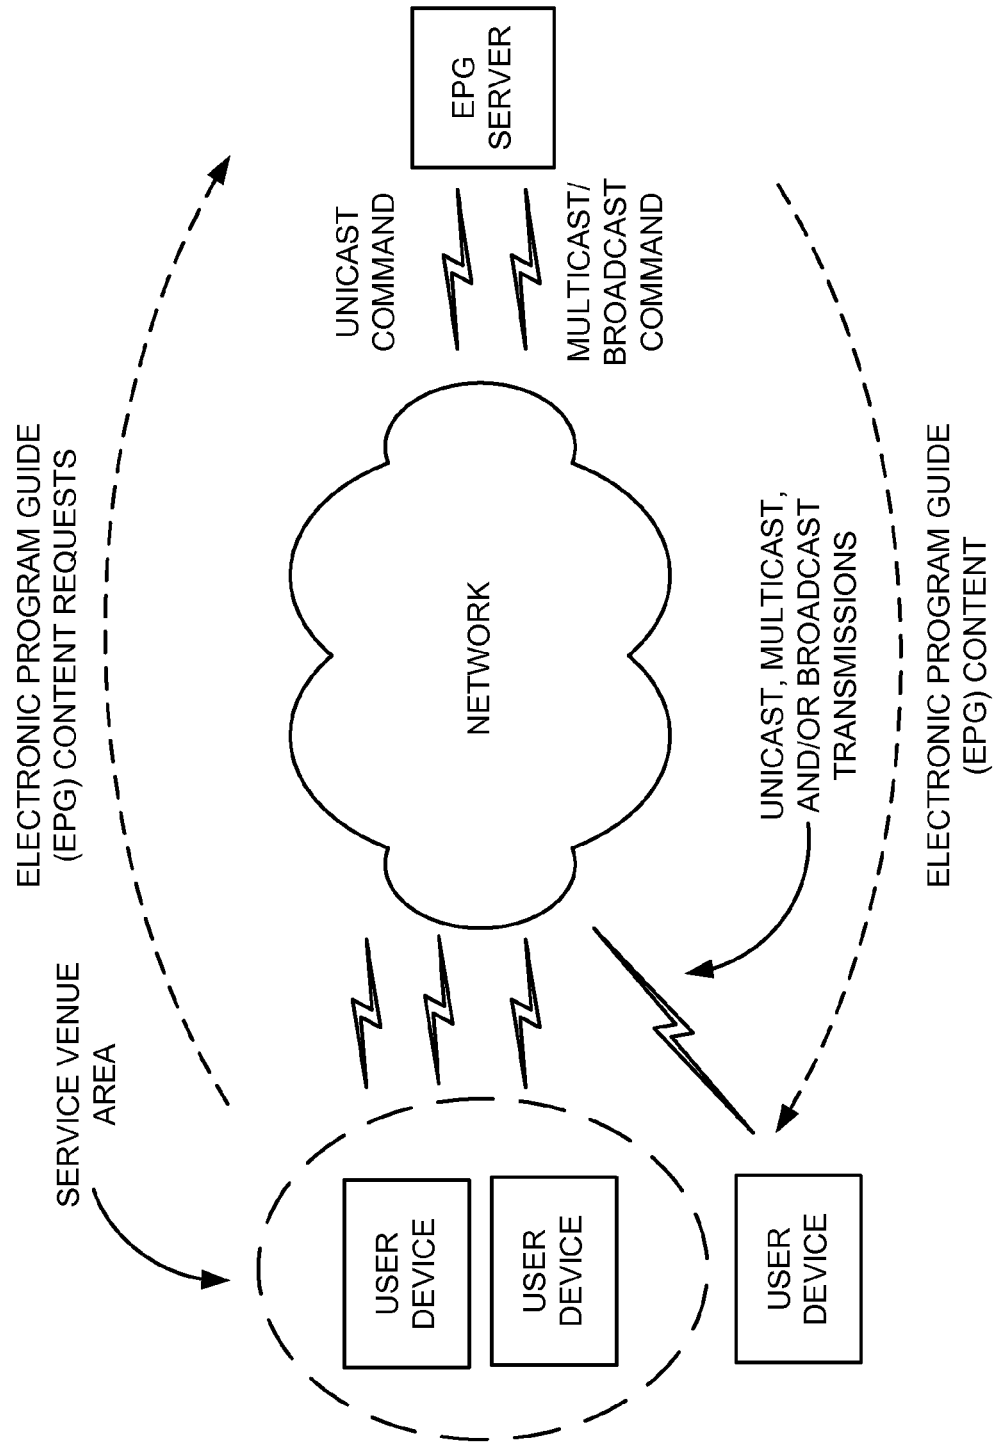 ELECTRONIC PROGRAM GUIDE
(EPG) CONTENT REQUESTS
SERVICE VENUE
AREA
UNICAST
COMMAND
EPG
SERVER
USER
DEVICE
NETWORK
USER
DEVICE
MULTICAST/
BROADCAST
COMMAND
USER
DEVICE
UNICAST, MULTICAST,
AND/OR BROADCAST
TRANSMISSIONS
ELECTRONIC PROGRAM GUIDE
(EPG) CONTENT